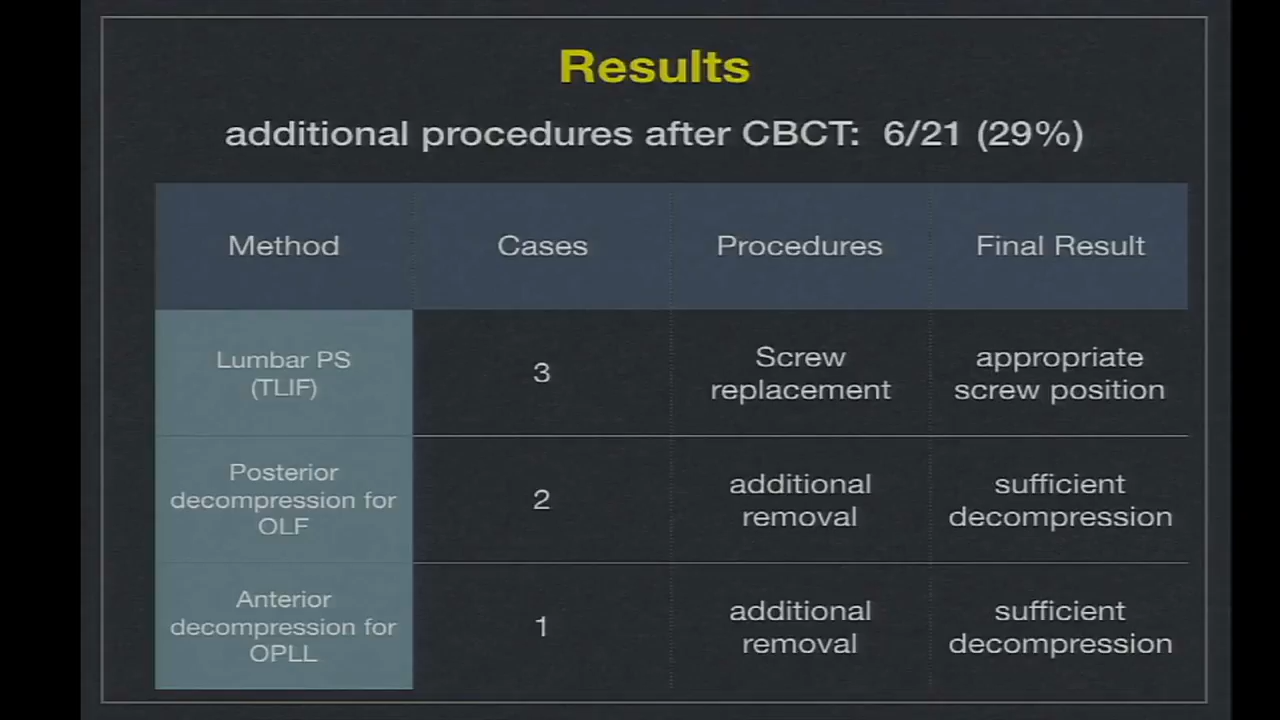 Results
additional procedures after CBCT: 6/21 (29%)
Method Cases Procedures Final Result
Lumbar PS
(TLIF)
3
Screw
replacement
appropriate
screw position
Posterior
decompression for
OLF
2
additional
removal
sufficient
decompression
Anterior
decompression for
OPLL
1
additional
removal
sufficient
decompression